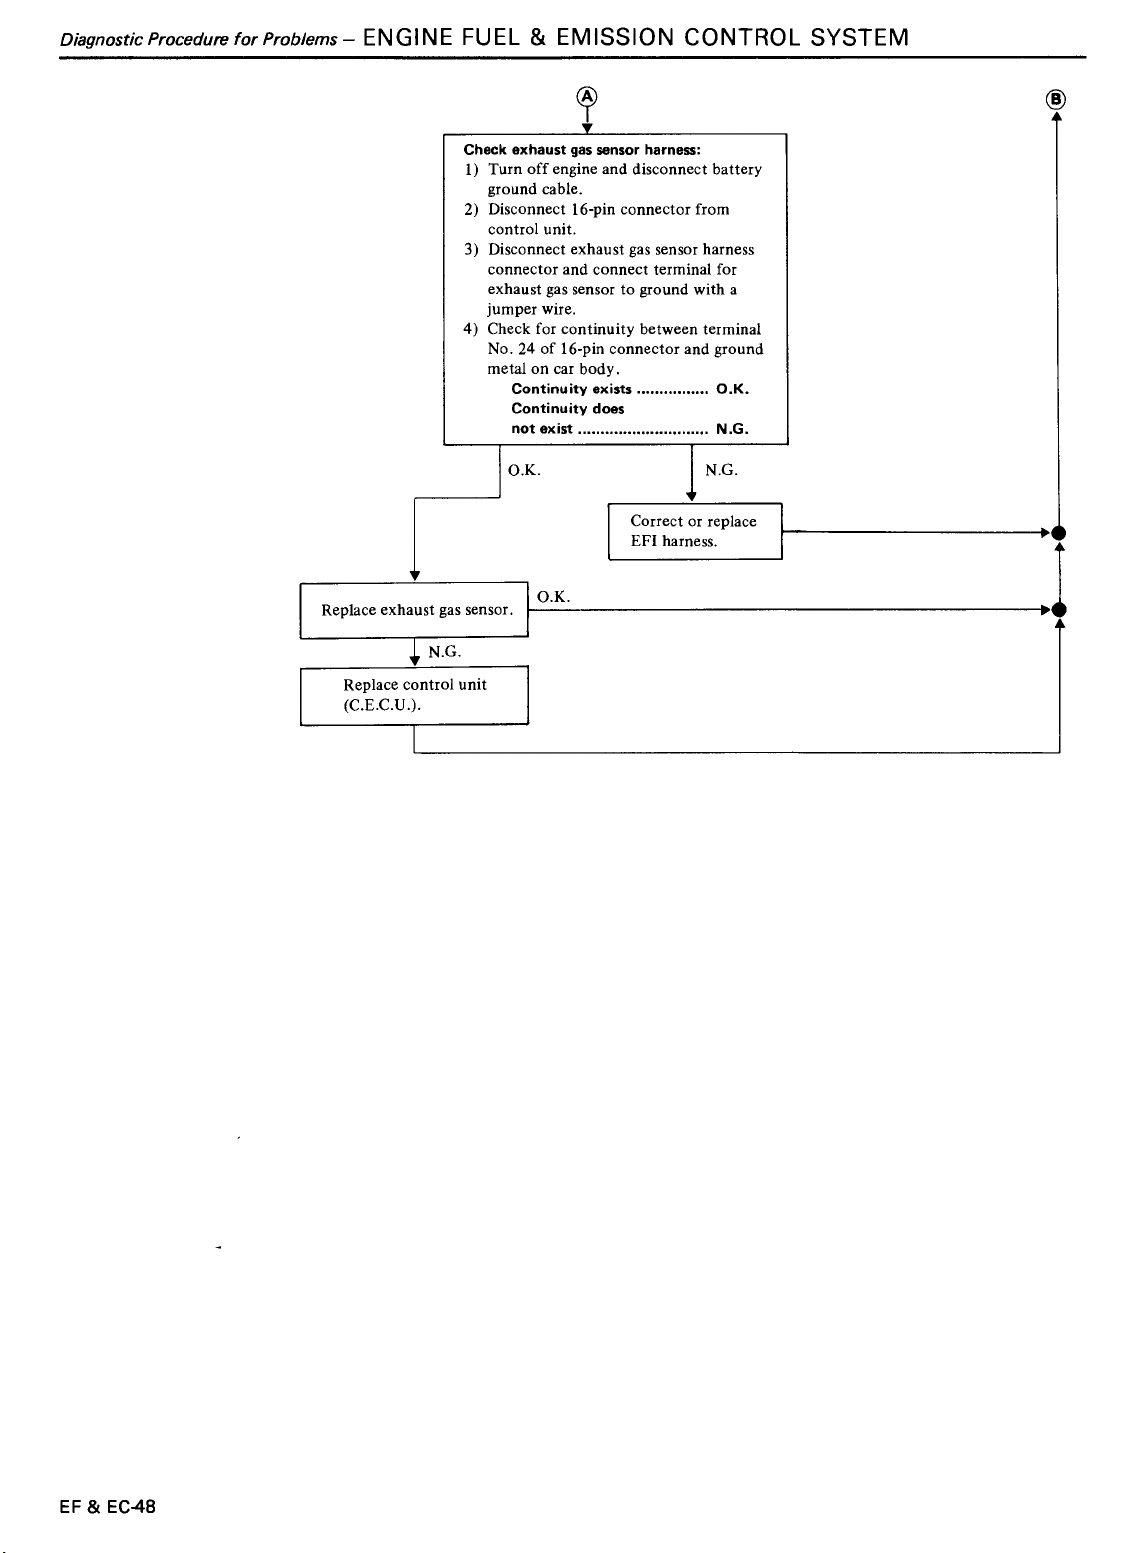 Diagnostic Procedure for Problems – ENGINE FUEL & EMISSION CONTROL SYSTEM
A
B
Check exhaust gas sensor harness:
1) Turn off engine and disconnect battery
ground cable.
2) Disconnect 16-pin connector from
control unit.
3) Disconnect exhaust gas sensor harness
connector and connect terminal for
exhaust gas sensor to ground with a
jumper wire.
4) Check for continuity between terminal
No. 24 of 16-pin connector and ground
metal on car body.
Continuity exists ................ O.K.
Continuity does
not exist ............................. N.G.
O.K.
N.G.
Correct or replace
EFI harness.
Replace exhaust gas sensor.
O.K.
N.G.
Replace control unit
(C.E.C.U.).
EF & EC-48